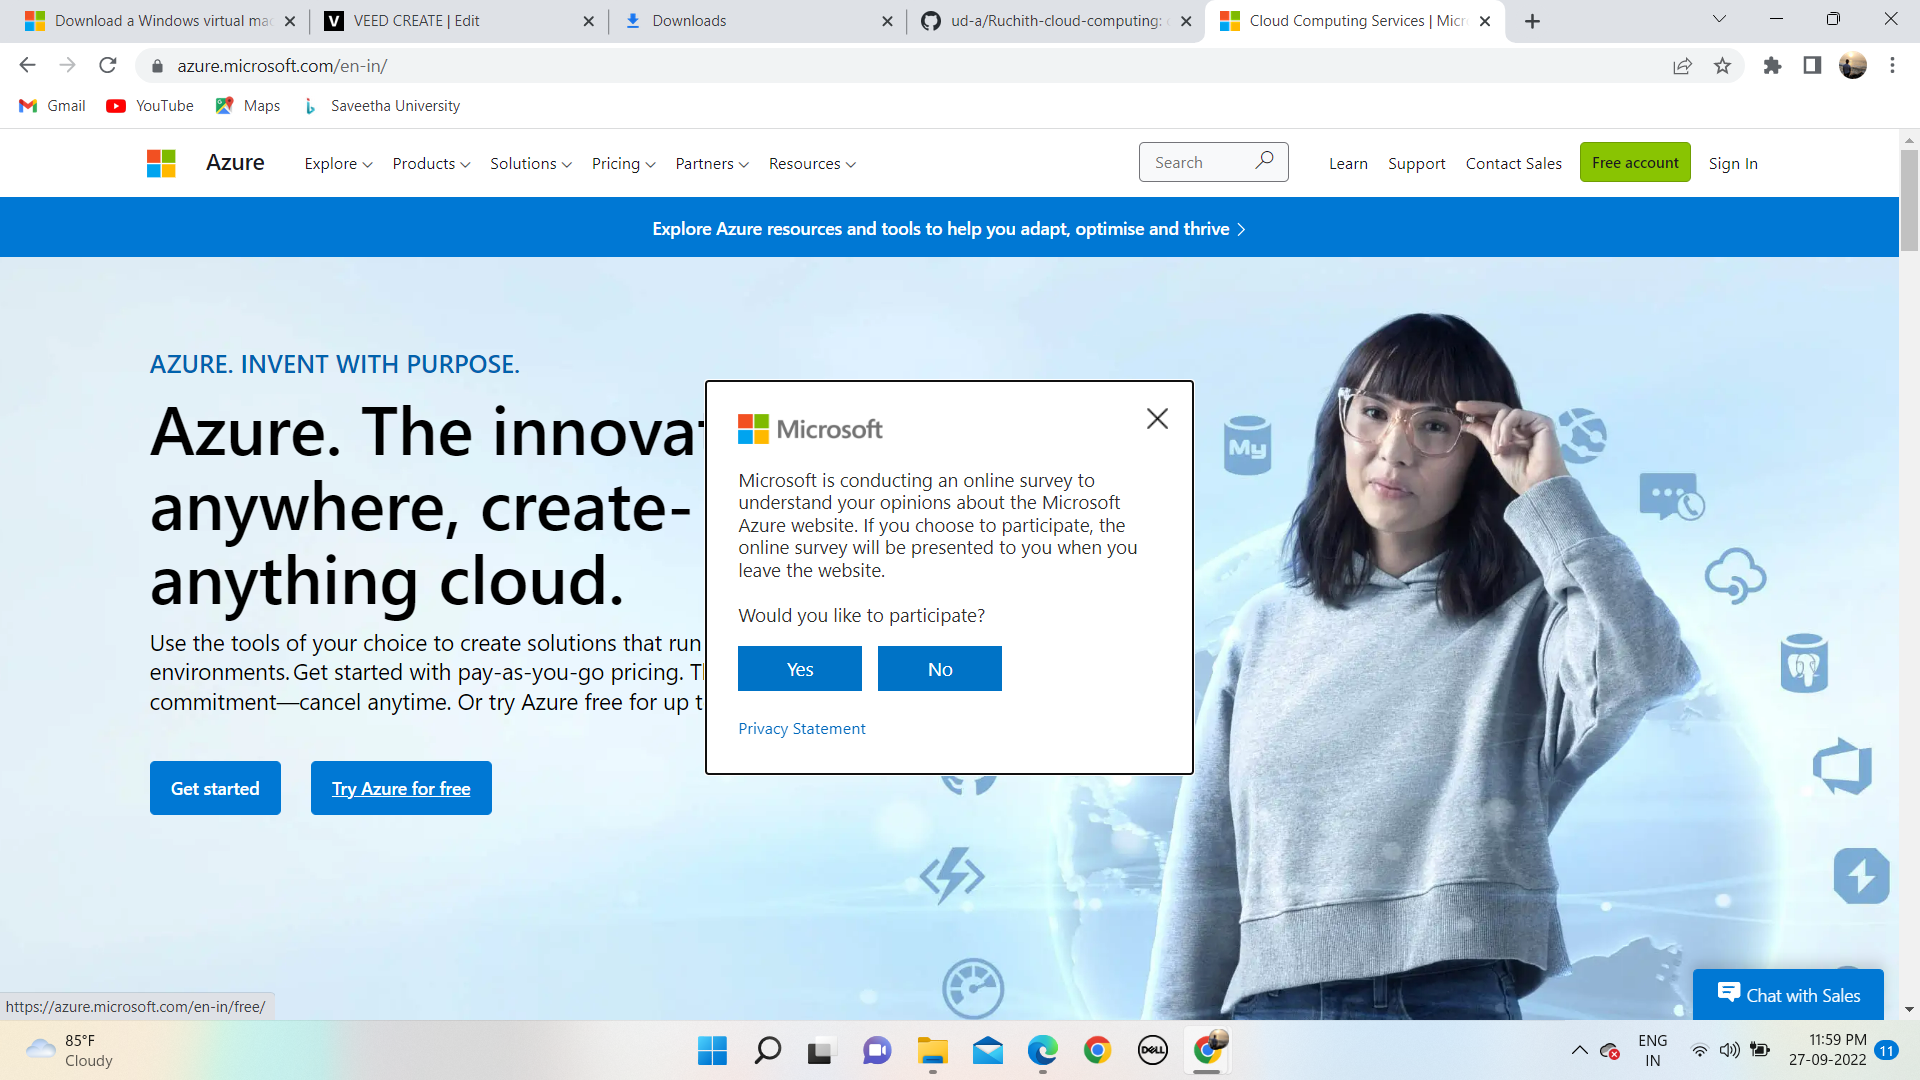 Download a Windows virtual mac
VEED CREATE | Edit
Downloads
ud-a/Ruchith-cloud-computing:
Cloud Computing Services | Micr
azure.microsoft.com/en-in/
Gmail
YouTube
Maps
Saveetha University
Azure
Explore
Products
Solutions
Pricing
Partners
Resources
Search
Learn
Support
Contact Sales
Free account
Sign In
Explore Azure resources and tools to help you adapt, optimise and thrive
AZURE. INVENT WITH PURPOSE.
Azure. The innova
anywhere, create-
anything cloud.
Use the tools of your choice to create solutions that run
environments. Get started with pay-as-you-go pricing. T
commitment—cancel anytime. Or try Azure free for up t
Get started
Try Azure for free
Microsoft
Microsoft is conducting an online survey to
understand your opinions about the Microsoft
Azure website. If you choose to participate, the
online survey will be presented to you when you
leave the website.
Would you like to participate?
Yes
No
Privacy Statement
My
Chat with Sales
https://azure.microsoft.com/en-in/free/
85°F
Cloudy
DELL
ENG
IN
11:59 PM
27-09-2022
11